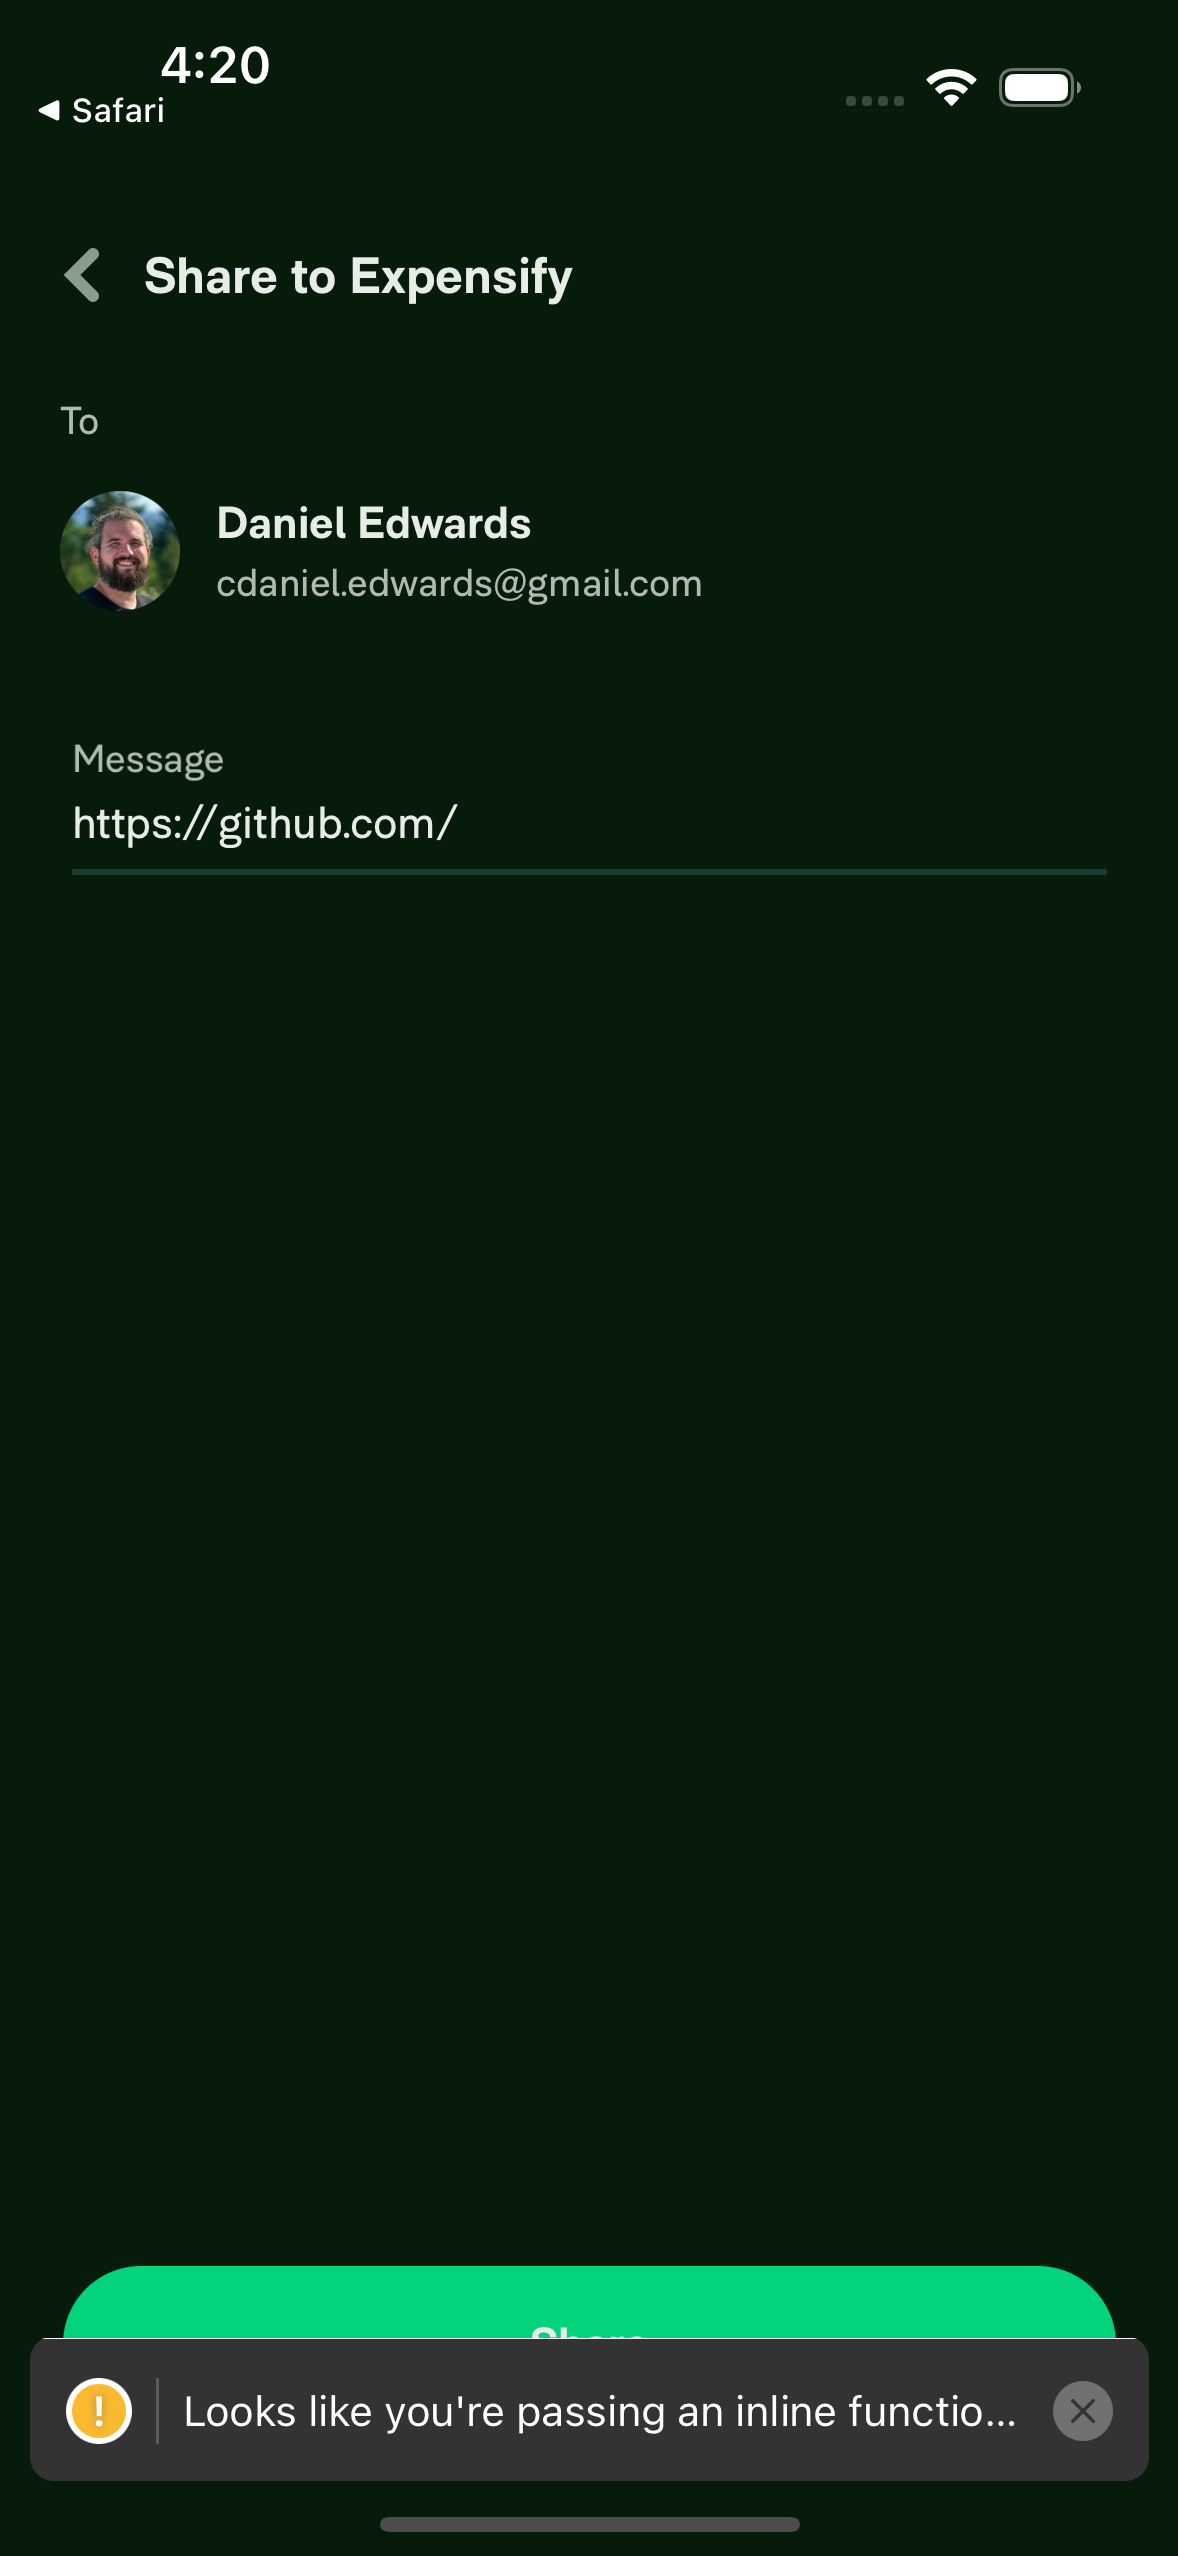 4:20
Safari
Share to Expensify
To
Daniel Edwards
cdaniel.edwards@gmail.com
Message
https://github.com/
Share
Looks like you're passing an inline functio...